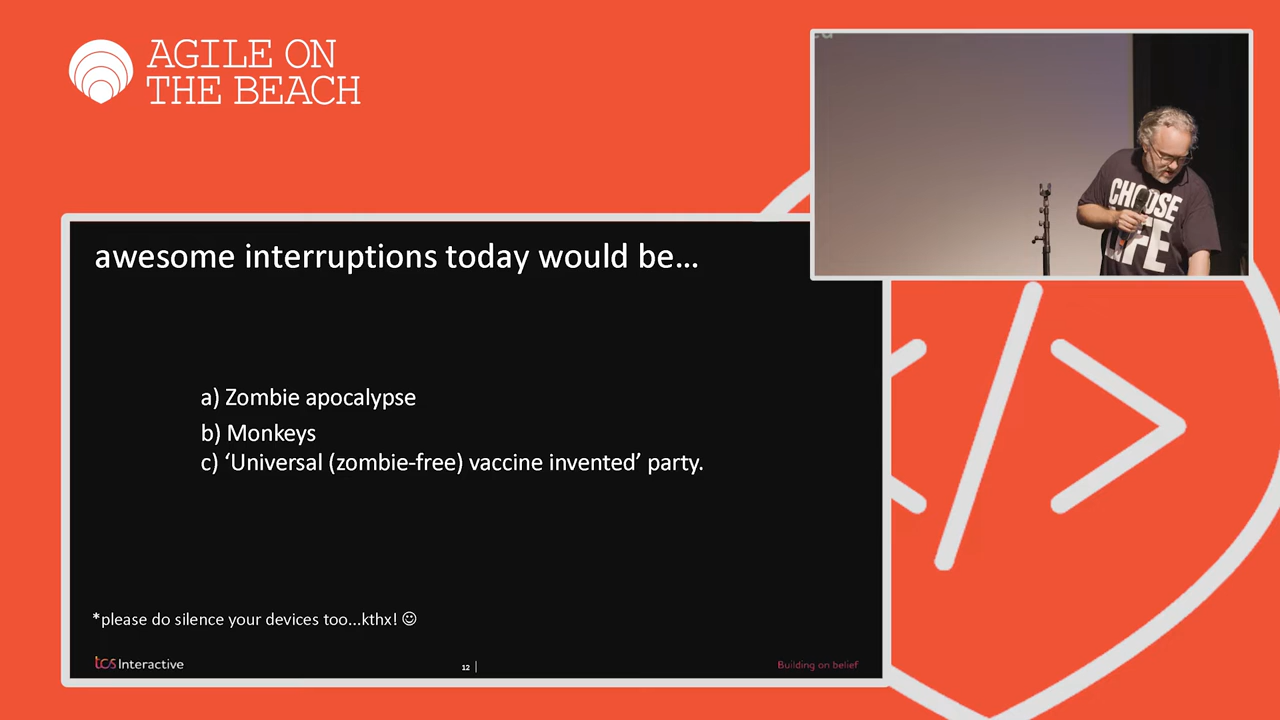 AGILE ON
THE BEACH
awesome interruptions today would be...
a) Zombie apocalypse
b) Monkeys
c) ‘Universal (zombie-free) vaccine invented’ party.
*please do silence your devices too...kthx! ☺
tcs Interactive
12 |
Building on belief
CHOOSE
LIFE